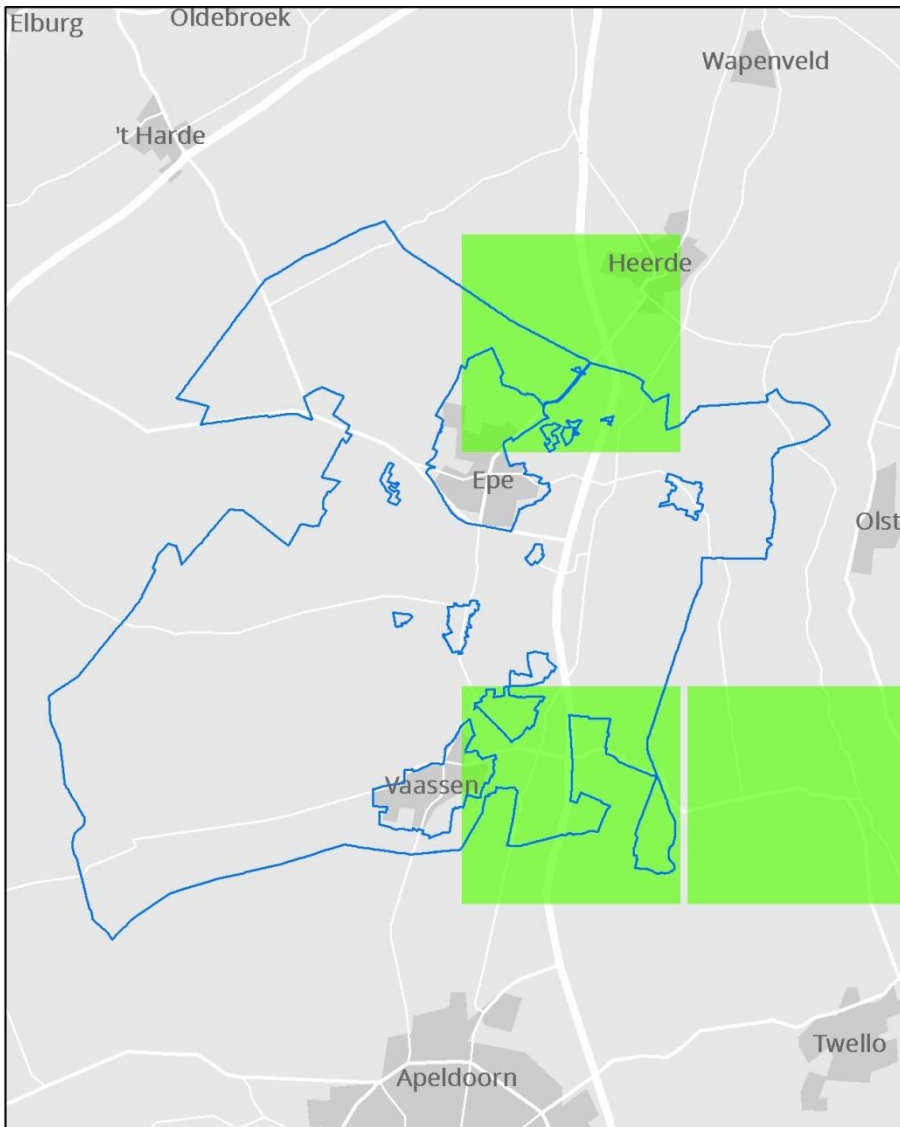 Elburg
Oldebroek
Wapenveld
't Harde
Heerde
Epe
Olst
Vaassen
Twello
Apeldoorn